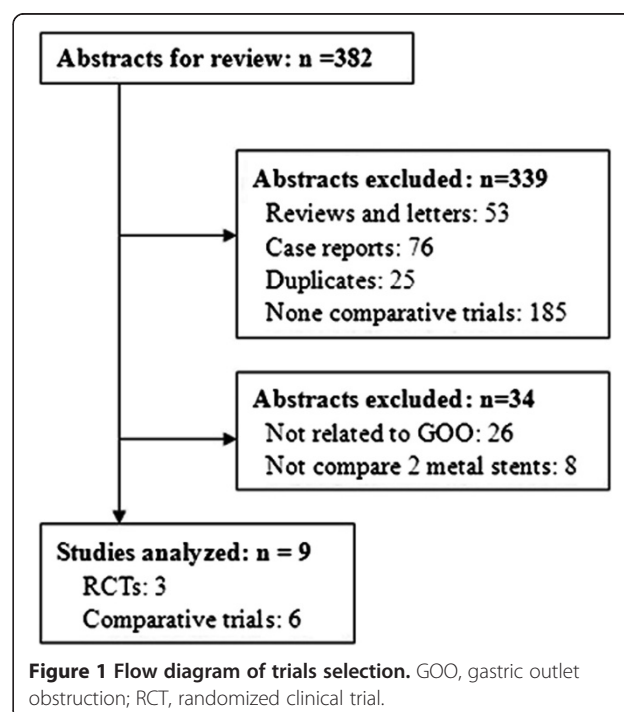 Abstracts for review: n =382
Abstracts excluded: n=339
Reviews and letters: 53
Case reports: 76
Duplicates: 25
None comparative trials: 185
Abstracts excluded: n=34
Not related to GOO: 26
Not compare 2 metal stents: 8
Studies analyzed: n = 9
RCTs: 3
Comparative trials: 6
Figure 1 Flow diagram of trials selection. GOO, gastric outlet
obstruction; RCT, randomized clinical trial.